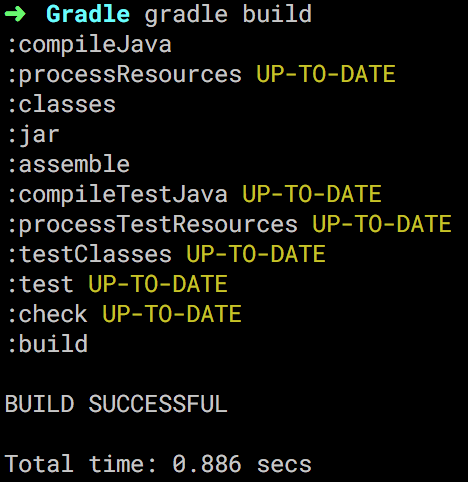 ➜ Gradle gradle build
:compileJava
:processResources UP-TO-DATE
:classes
:jar
:assemble
:compileTestJava UP-TO-DATE
:processTestResources UP-TO-DATE
:testClasses UP-TO-DATE
:test UP-TO-DATE
:check UP-TO-DATE
:build
BUILD SUCCESSFUL
Total time: 0.886 secs